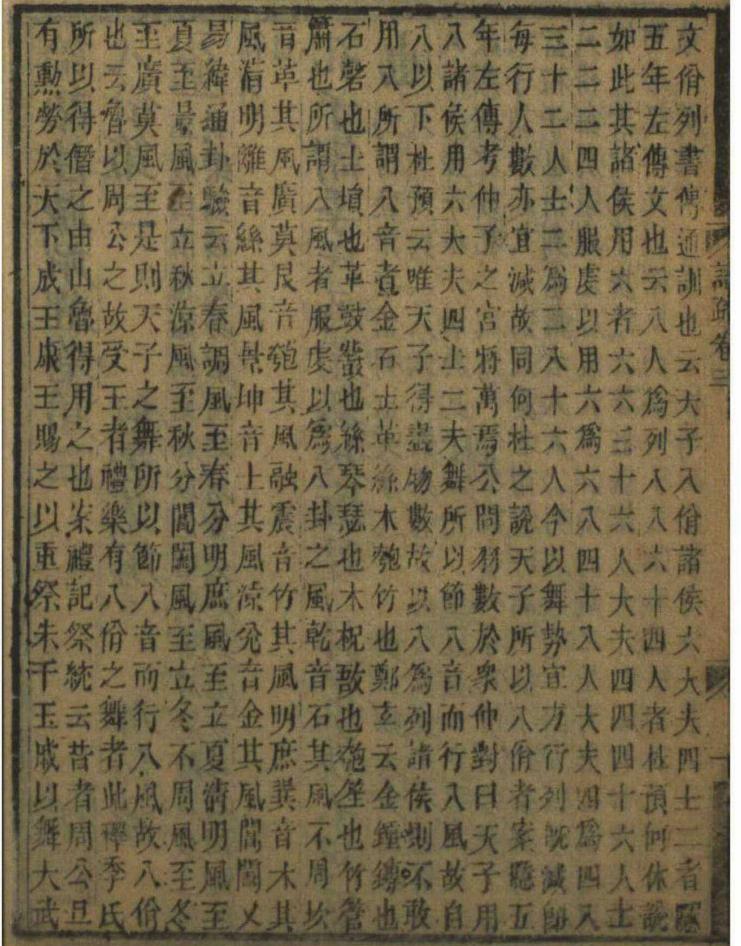 語疏卷三
文佾列書傳通訓也云天子八佾諸侯六大夫四士二者隱
五年左傳文也云八人爲列八八六十四人者杜預何休說
如此其諸侯用六者六六三十六人大夫四四四十六人士
二二二四人服虔以用六爲六八四十八人大夫四爲四八
三十二人士二爲二八十六人今以舞勢宜方行列旣減卽
每行人數亦宜減故同何杜之說天子所以八佾者案隱五
年左傳考仲子之宮將萬焉公問羽數於衆仲對曰天子用
八諸侯用六大夫四士二夫舞所以節八音而行八風故自
八以下杜預云唯天子得盡物數故以八爲列諸侯則不敢
用八所謂八音者金石土革絲木匏竹也鄭玄云金鐘鎛也
石磬也土塤也革鼓鼗也絲琴瑟也木柷敔也匏笙也竹管
簫也所謂八風者服虔以爲八卦之風乾音石其風不周坎
音革其風廣莫艮音匏其風融震音竹其風明庶巽音木其
風清明離音絲其風景坤音土其風涼兌音金其風閶闔又
易緯通卦驗云立春調風至春分明庶風至立夏清明風至
夏至景風至立秋涼風至秋分閶闔風至立冬不周風至冬
至廣莫風至是則天子之舞所以節八音而行八風故八佾
也云魯以周公之故受王者禮樂有八佾之舞者此釋季氏
所以得僭之由由魯得用之也案禮記祭統云昔者周公旦
有勳勞於天下成王康王賜之以重祭朱干玉戚以舞大武